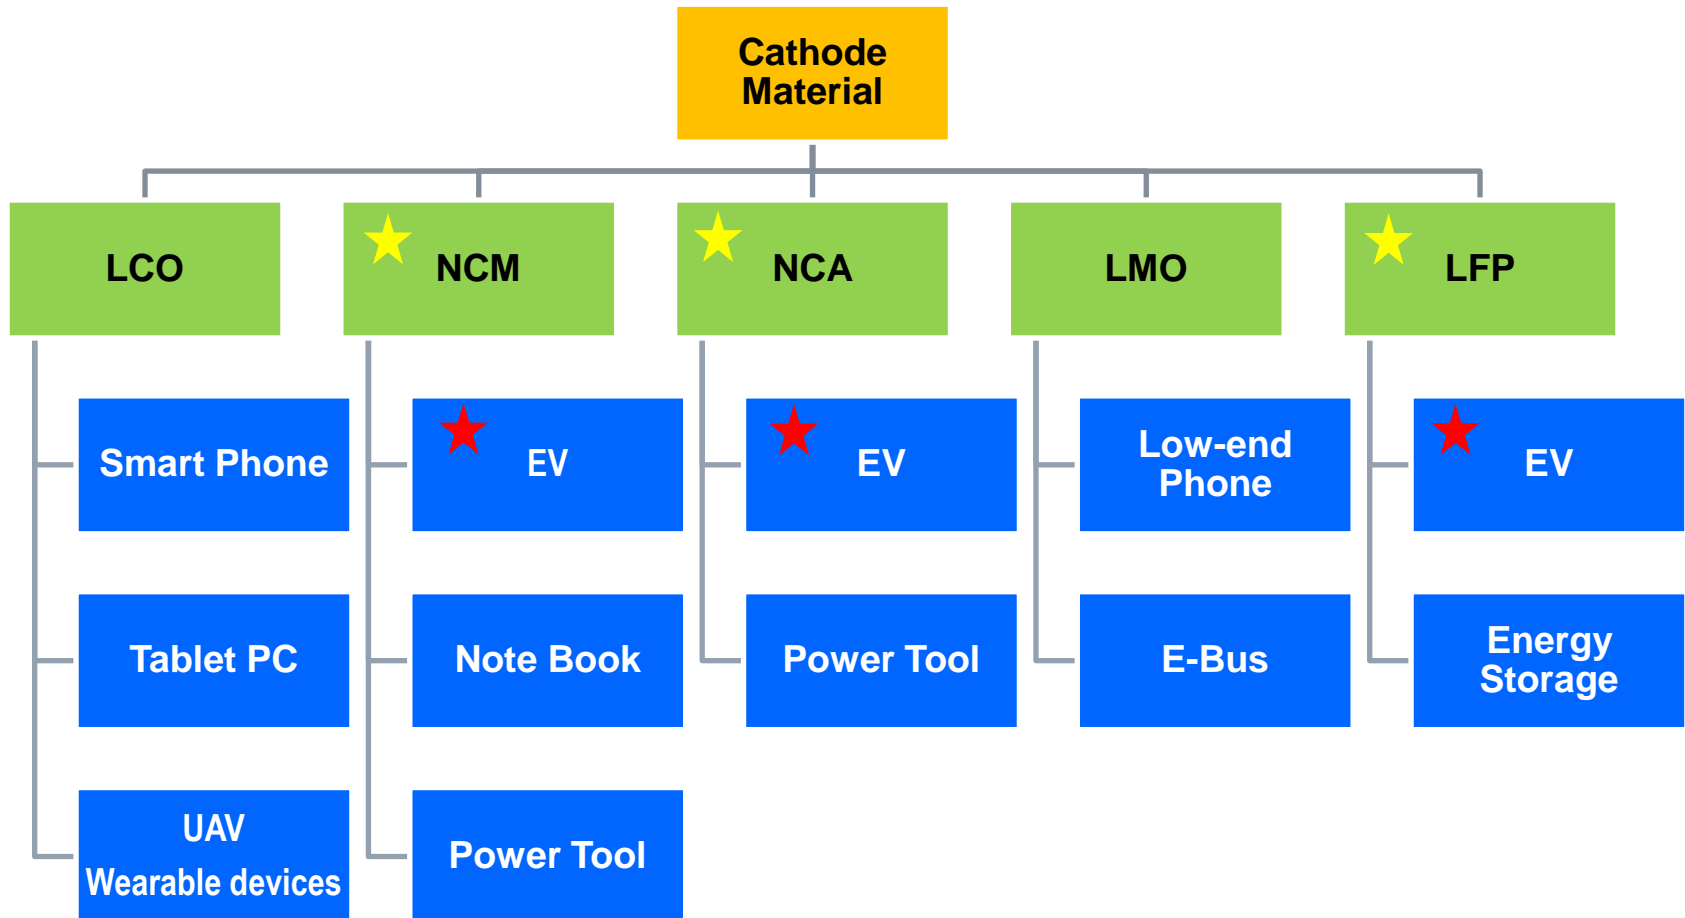 Cathode
Material
LCO
NCM
NCA
LMO
LFP
Smart Phone
EV
EV
Low-end
Phone
EV
Tablet PC
Note Book
Power Tool
E-Bus
Energy
Storage
UAV
Wearable devices
Power Tool